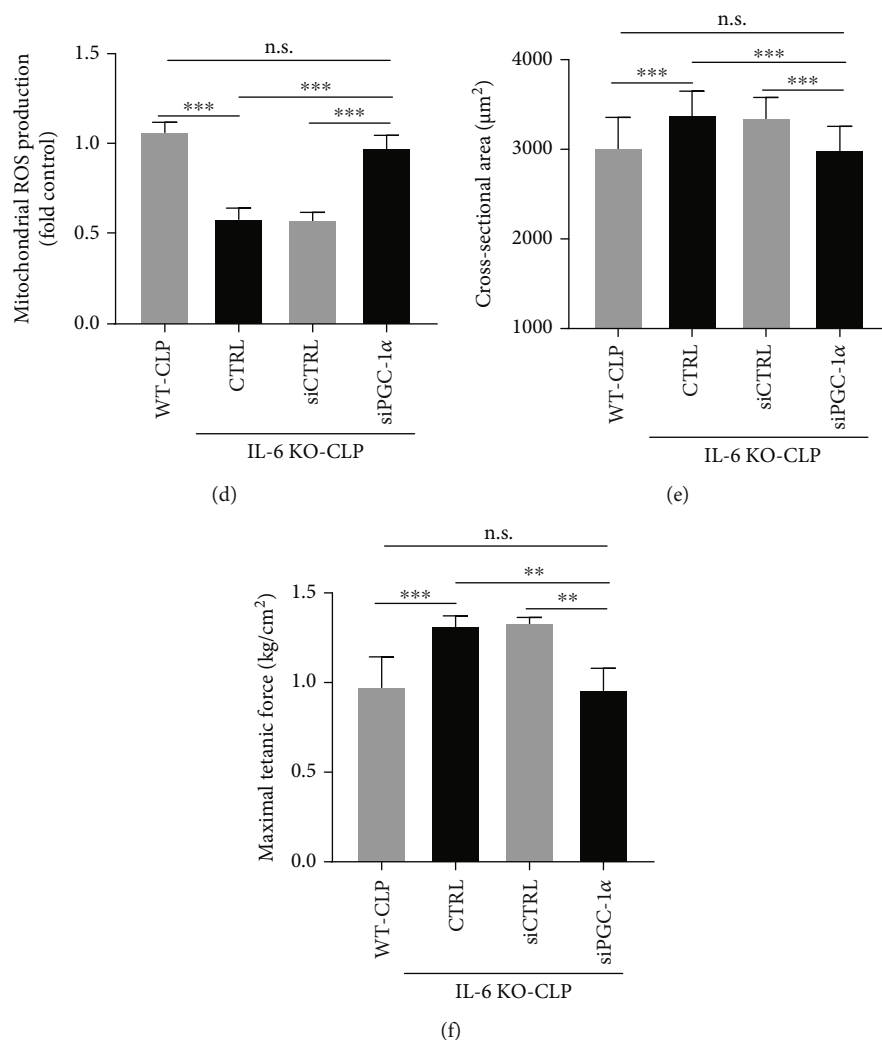 Mitochondrial ROS production
(fold control)
1.5
1.0
0.5
0.0
n.s.
***
***
***
WT-CLP
CTRL
siCTRL
siPGC-1α
IL-6 KO-CLP
(d)
Cross-sectional area (μm²)
4000
3000
2000
1000
n.s.
***
***
***
WT-CLP
CTRL
siCTRL
siPGC-1α
IL-6 KO-CLP
(e)
Maximal tetanic force (kg/cm²)
1.5
1.0
0.5
0.0
n.s.
**
***
**
WT-CLP
CTRL
siCTRL
siPGC-1α
IL-6 KO-CLP
(f)